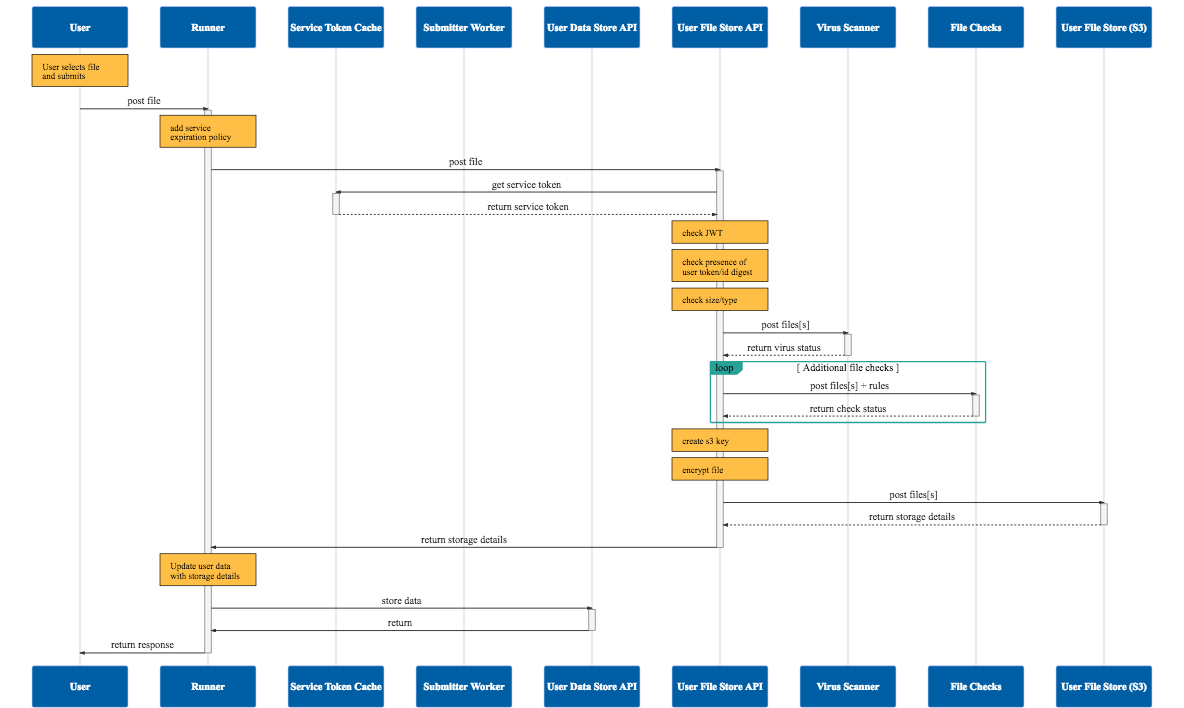 User
Runner
Service Token Cache
Submitter Worker
User Data Store API
User File Store API
Virus Scanner
File Checks
User File Store (S3)
User selects file
and submits
post file
add service
expiration policy
post file
get service token
return service token
check JWT
check presence of
user token/id digest
check size/type
post files[s]
return virus status
loop
[ Additional file checks ]
post files[s] + rules
return check status
create s3 key
encrypt file
post files[s]
return storage details
return storage details
Update user data
with storage details
store data
return
return response
User
Runner
Service Token Cache
Submitter Worker
User Data Store API
User File Store API
Virus Scanner
File Checks
User File Store (S3)